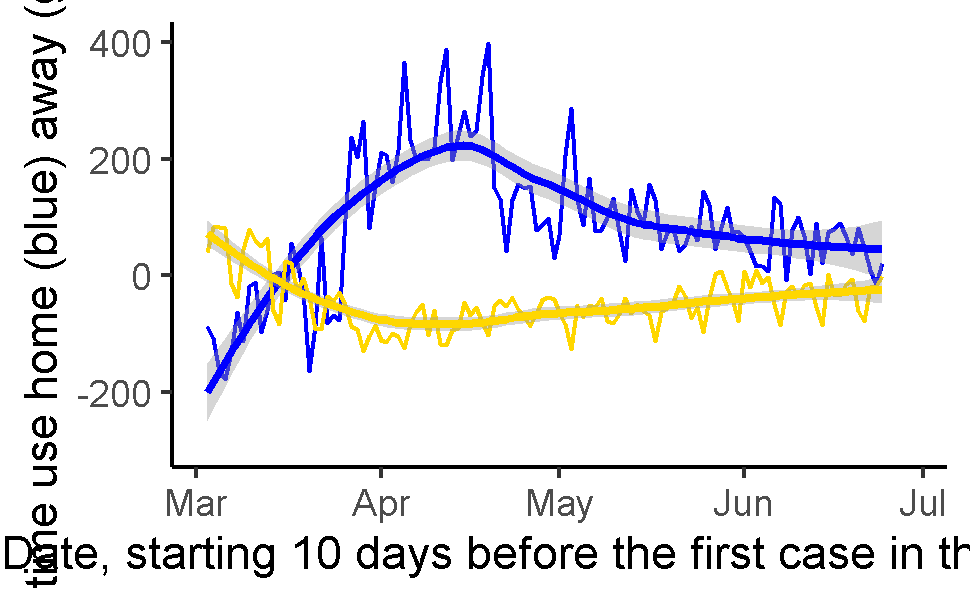 time use home (blue) away
400
200
0
-200
Mar Apr May Jun Jul
Date, starting 10 days before the first case in